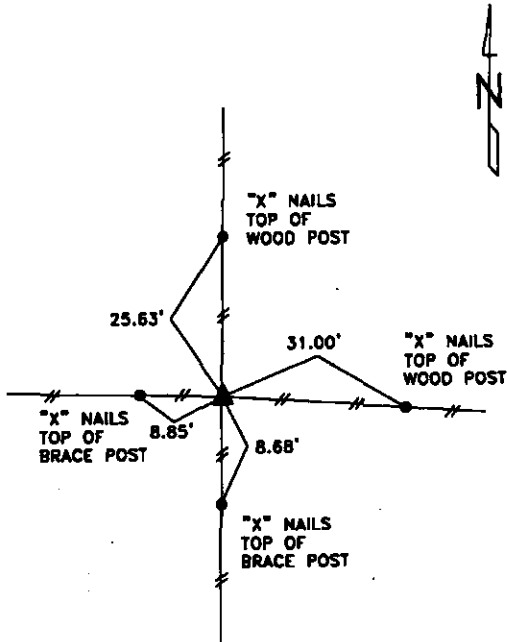 N
"X" NAILS
TOP OF
WOOD POST
25.63'
31.00'
"X" NAILS
TOP OF
WOOD POST
"X" NAILS
TOP OF
BRACE POST
8.85'
8.68'
"X" NAILS
TOP OF
BRACE POST